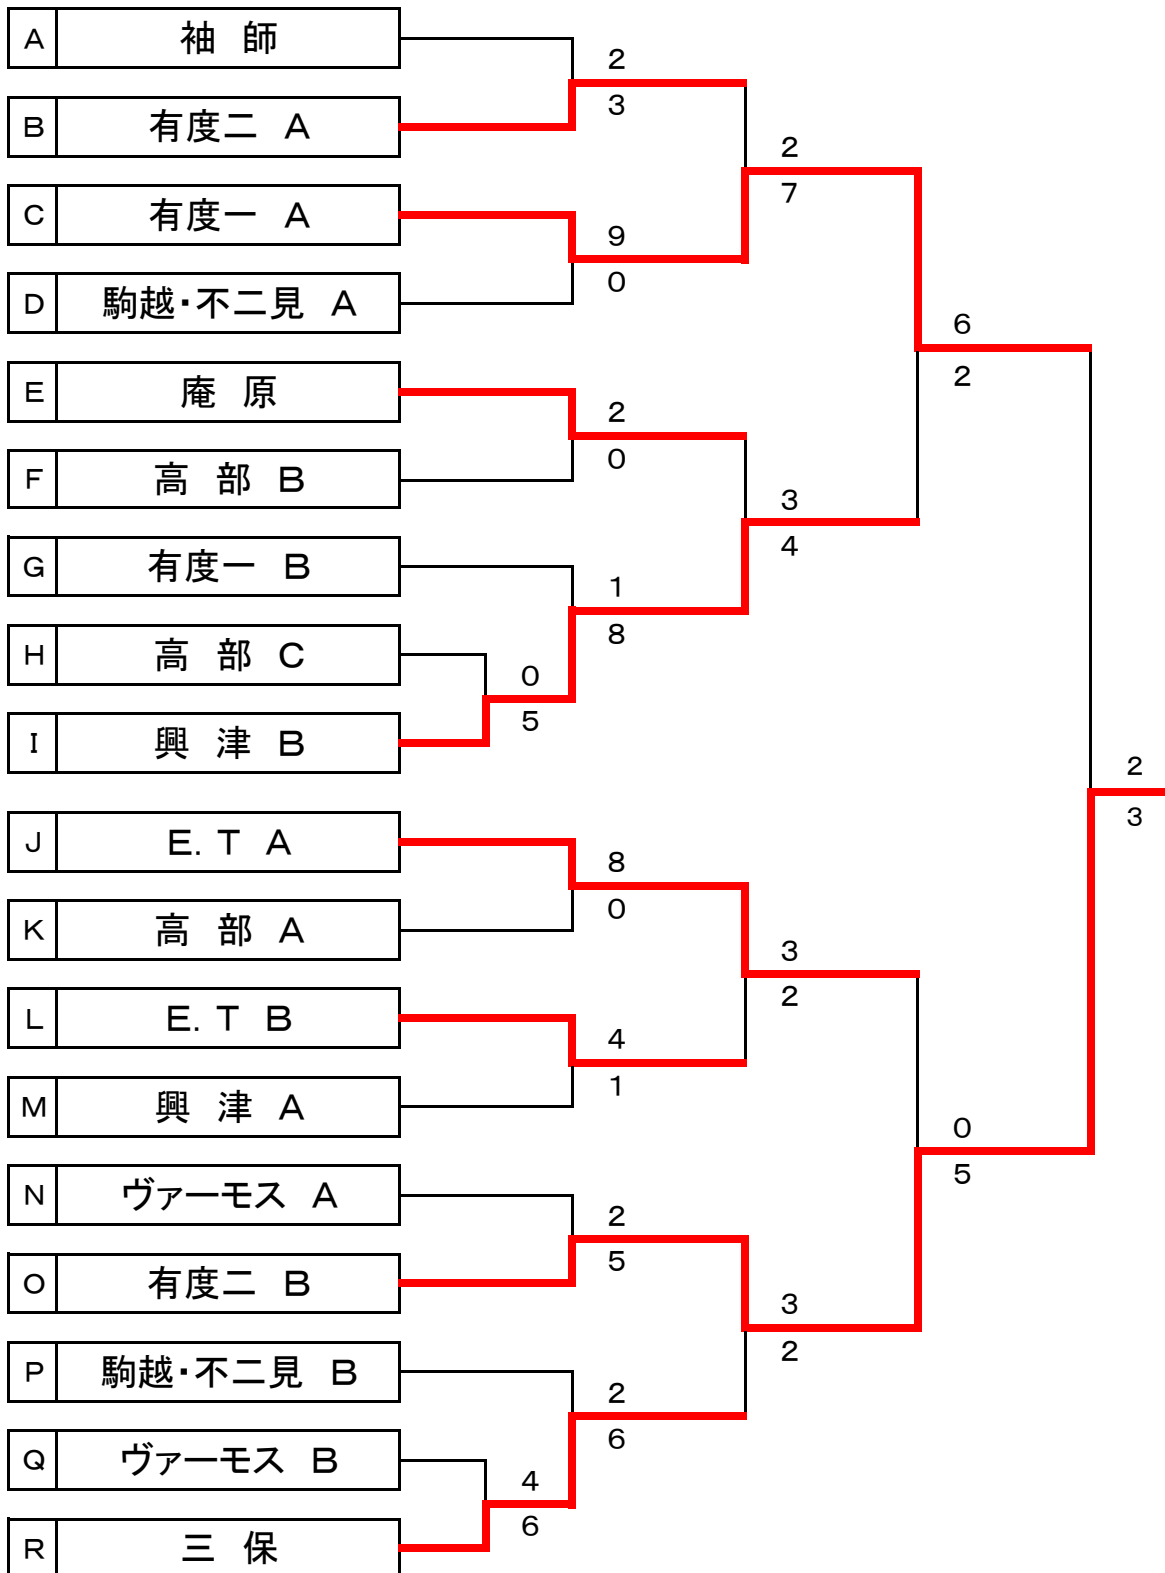 A 袖 師
2
B 有度二 A
3
2
C 有度一 A
7
9
D 駒越・不二見 A
0
6
E 庵 原
2
2
F 高 部 B
0
3
4
G 有度一 B
1
8
H 高 部 C
0
I 興 津 B
5
2
3
J E.T A
8
K 高 部 A
0
3
2
L E.T B
4
M 興 津 A
1
0
5
N ヴァーモス A
2
O 有度二 B
5
3
2
P 駒越・不二見 B
2
6
Q ヴァーモス B
4
R 三 保
6